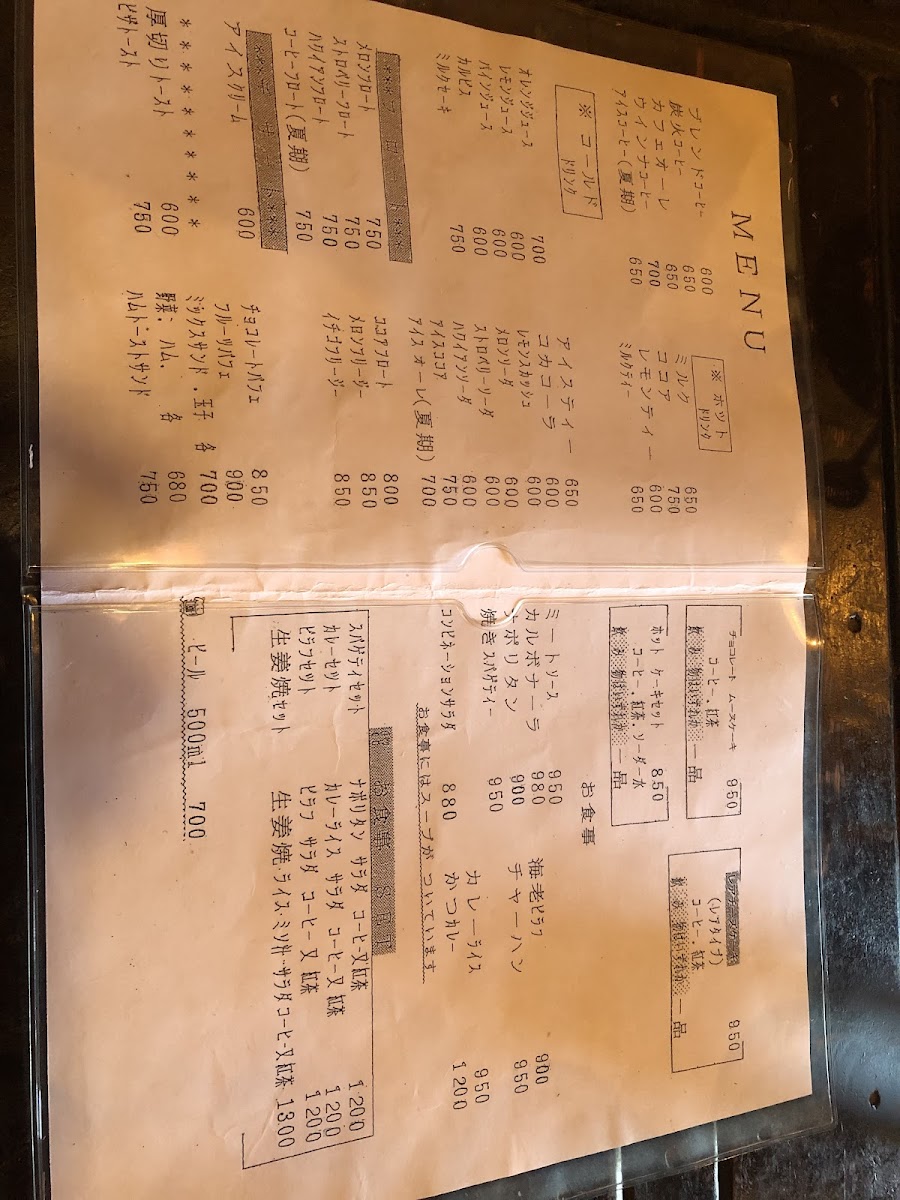 MENU
ブレンドコーヒー 600
炭火コーヒー 650
カフェオーレ 650
ウインナコーヒー 700
アイスコーヒー(夏期) 650
※ ホット
ドリンク
ミルク 650
ココア 750
レモンティー 600
ミルクティー 650
※ コールド
ドリンク
オレンジジュース 700
レモンジュース 600
パインジュース 600
カルピス 600
ミルクセーキ 750
アイスティー 650
コカコーラ 600
レモンスカッシュ 600
メロンソーダ 600
ストロベリーソーダ 600
ハワイアンソーダ 600
アイスココア 750
アイスオーレ(夏期) 700
*** フロート ***
メロンフロート 750
ストロベリーフロート 750
ハワイアンフロート 750
コーヒーフロート(夏期) 750
ココアフロート 800
メロンフリージー 850
イチゴフリージー 850
アイスクリーム 600
チョコレートパフェ 850
フルーツパフェ 900
********
厚切りトースト 600
ピザトースト 750
ミックスサンド・玉子 各 700
野菜・ハム、 各 680
ハムトーストサンド 750
チョコレート ムースケーキ 950
コーヒー・紅茶
一品
(レアタイプ) 950
コーヒー・紅茶
一品
ホット ケーキセット 850
コーヒー・紅茶・ソーダー水
一品
お食事
ミートソース 950
カルボナーラ 980
ナポリタン 900
焼きスパゲティー 950
コンビネーションサラダ 880
海老ピラフ 900
チャーハン 950
カレーライス 950
かつカレー 1200
お食事にはスープが ついています
お食事 SET
スパゲティセット ナポリタン サラダ コーヒー又紅茶 1200
カレーセット カレーライス サラダ コーヒー又紅茶 1200
ピラフセット ピラフ サラダ コーヒー又 紅茶 1200
生姜焼セット 生姜焼・ライス・ミソ汁・サラダコーヒー又紅茶 1300
ビール 500ml 700